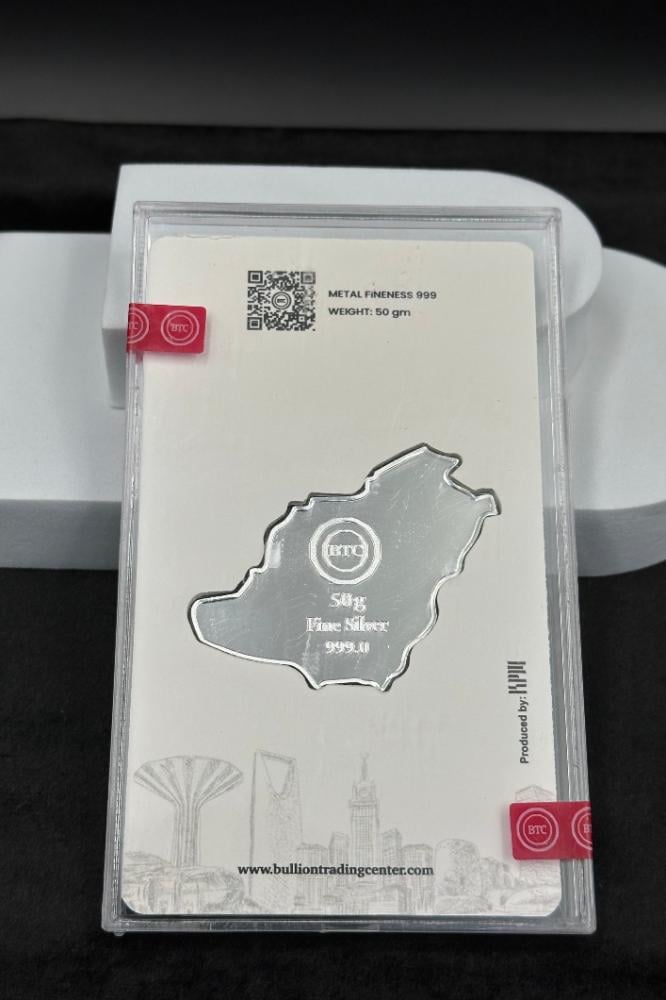 METAL FiNENESS 999
WEIGHT: 50 gm
BTC
BTC
50g
Fine Silver
999.0
Produced by: KPM
BTC
www.bulliontradingcenter.com